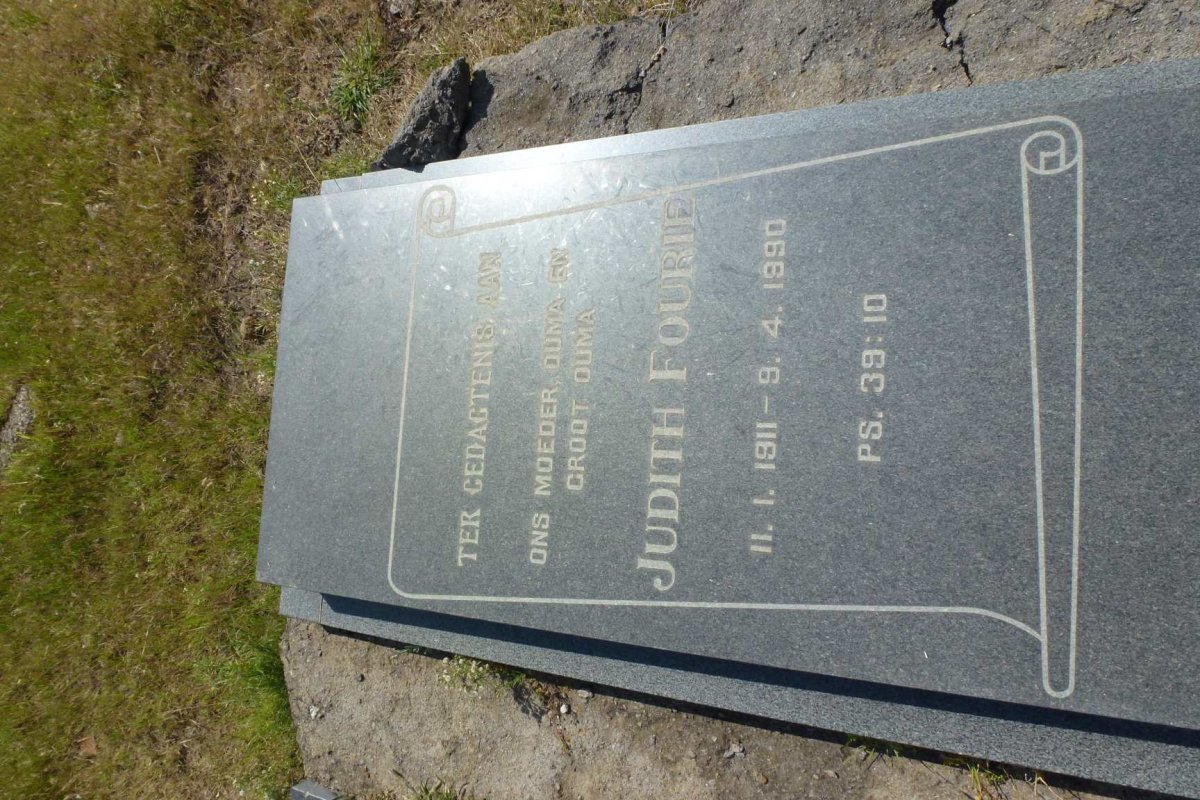 TER GEDAGTENIS AAN
ONS MOEDER, OUMA EN
GROOT OUMA
JUDITH FOURIE
11. 1. 1911 – 9. 4. 1990
PS. 39:10